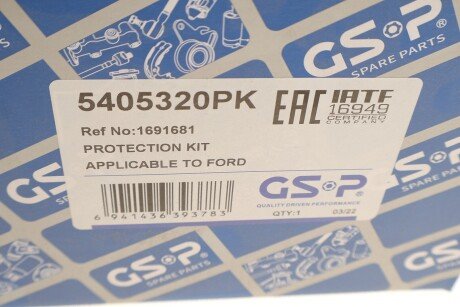 GS-P
SPARE PARTS
5405320PK
EAC
IATF
16949
CERTIFIED
COMPANY
Ref No:1691681
PROTECTION KIT
APPLICABLE TO FORD
GS-P
QUALITY DRIVEN PERFORMANCE
6 941436 393783
QTY:1 03/22
GS-P
SPARE PARTS
GS-P
SPARE PARTS